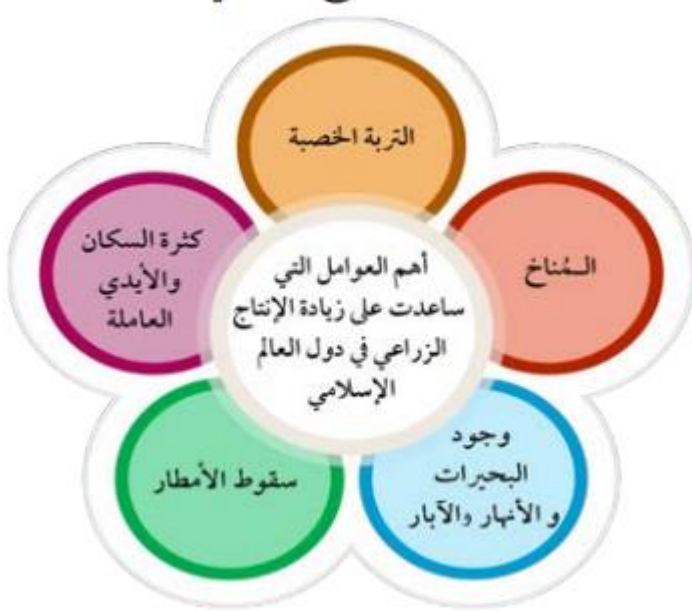 أهم العوامل التي
ساعدت على زيادة الإنتاج
الزراعي في دول العالم
الإسلامي
التربة الخصبة
المُناخ
وجود
البحيرات
و الأنهار والآبار
سقوط الأمطار
كثرة السكان
والأيدي
العاملة